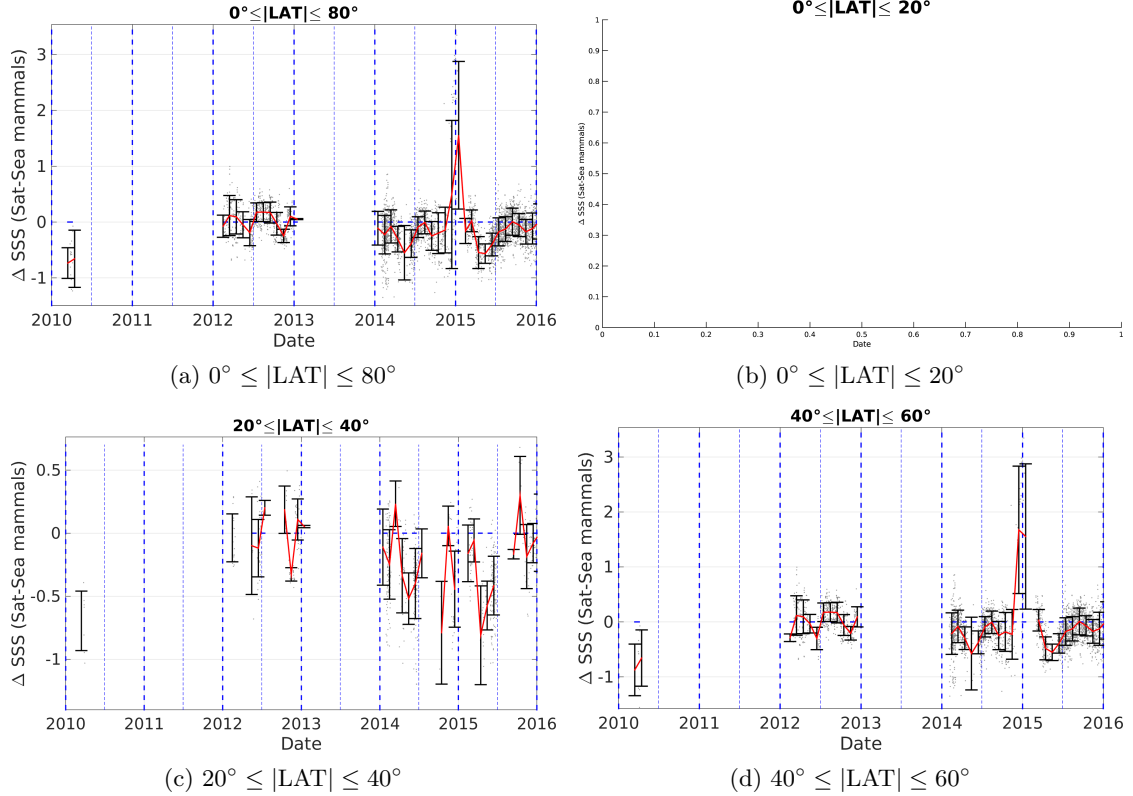 0°≤|LAT|≤ 80°
Δ SSS (Sat-Sea mammals)
3
2
1
0
-1
2010 2011 2012 2013 2014 2015 2016
Date
(a) 0° ≤ |LAT| ≤ 80°
0°≤|LAT|≤ 20°
Δ SSS (Sat-Sea mammals)
1
0.9
0.8
0.7
0.6
0.5
0.4
0.3
0.2
0.1
0
0 0.1 0.2 0.3 0.4 0.5 0.6 0.7 0.8 0.9 1
Date
(b) 0° ≤ |LAT| ≤ 20°
20°≤|LAT|≤ 40°
Δ SSS (Sat-Sea mammals)
0.5
0
-0.5
-1
2010 2011 2012 2013 2014 2015 2016
Date
(c) 20° ≤ |LAT| ≤ 40°
40°≤|LAT|≤ 60°
Δ SSS (Sat-Sea mammals)
3
2
1
0
-1
2010 2011 2012 2013 2014 2015 2016
Date
(d) 40° ≤ |LAT| ≤ 60°